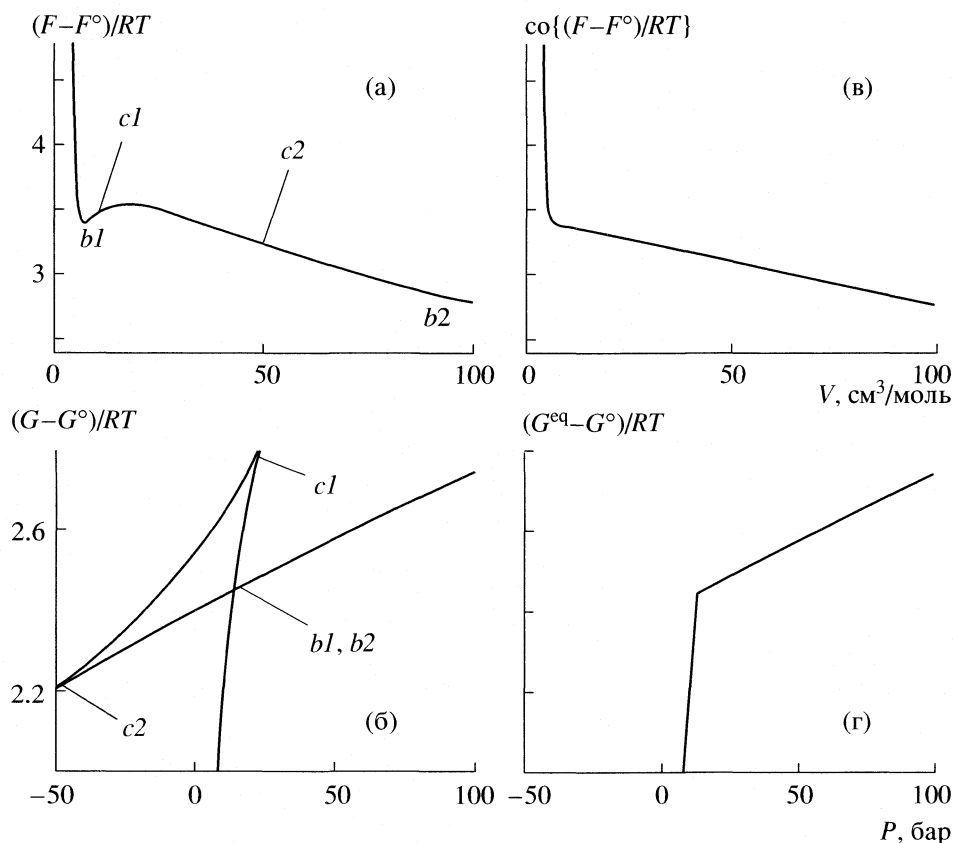 (F–F°)/RT
(а)
c1
c2
4
b1
3
b2
0
50
100
co{(F–F°)/RT}
(в)
0
50
100
V, см³/моль
(G–G°)/RT
c1
2.6
b1, b2
2.2
c2
(б)
–50
0
50
100
(Gᵉᑫ–G°)/RT
(г)
–50
0
50
100
P, бар